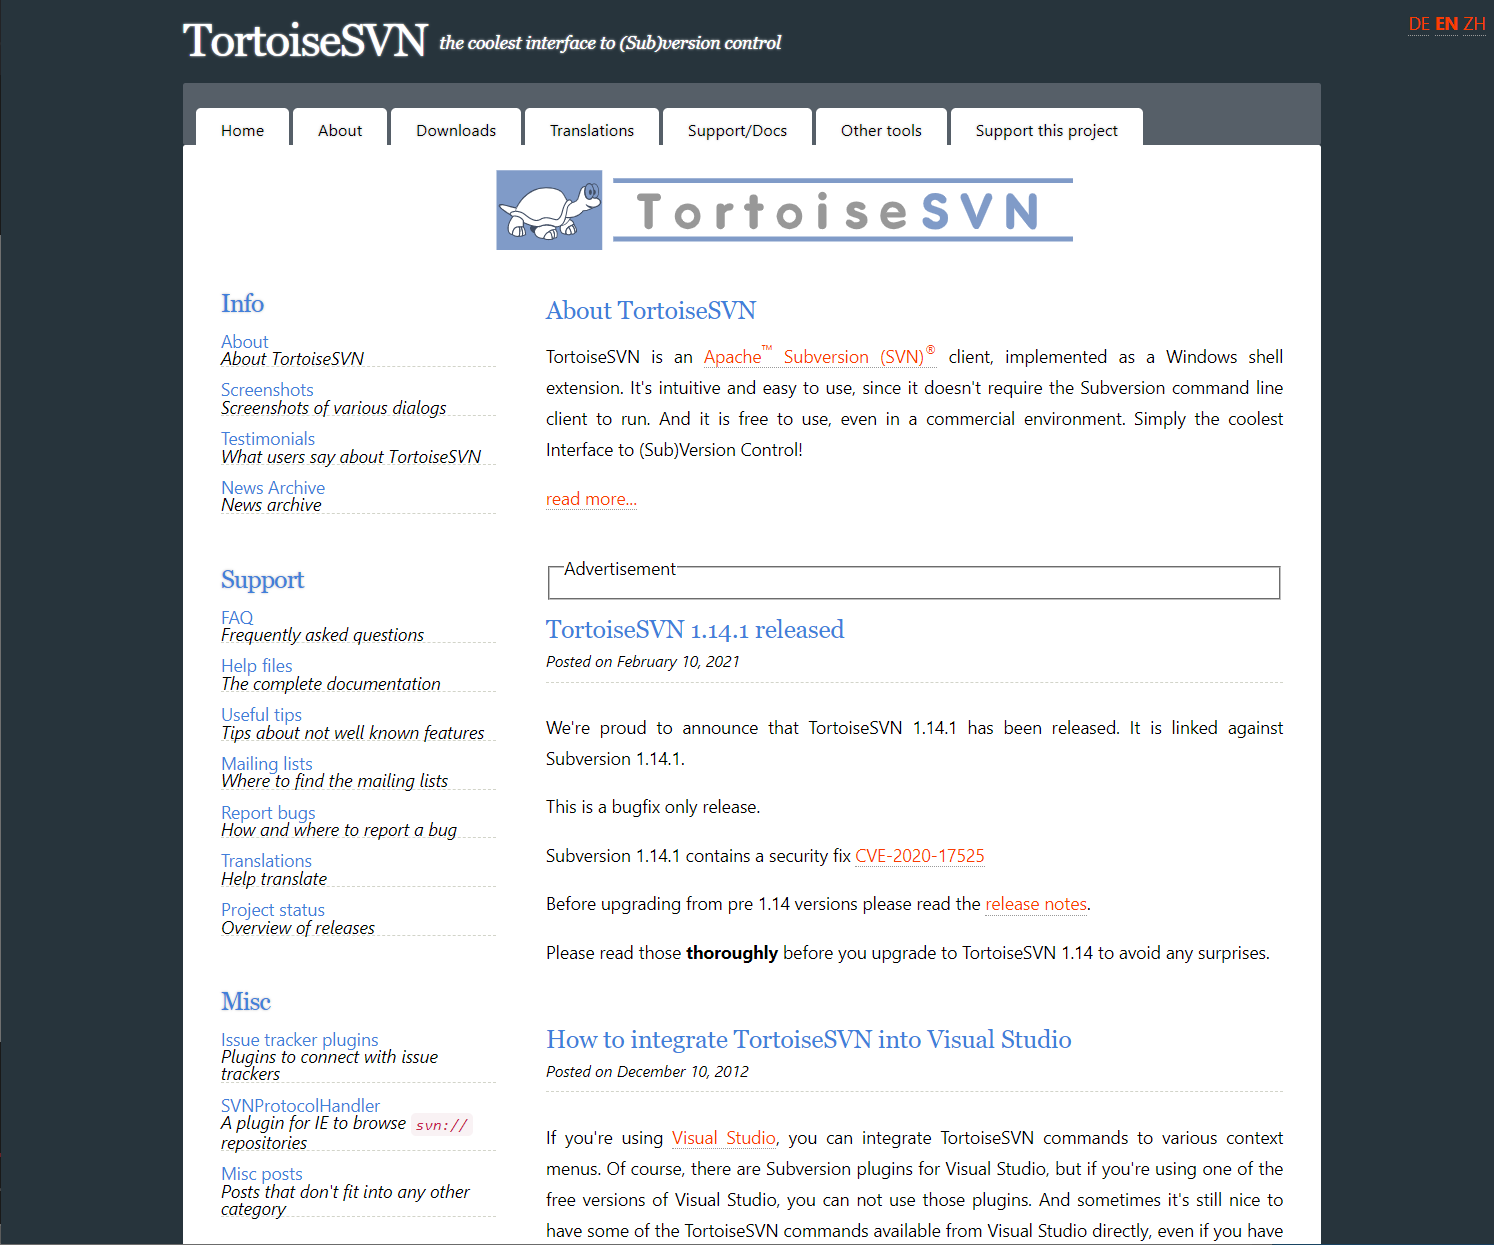 TortoiseSVN the coolest interface to (Sub)version control
DE EN ZH
Home About Downloads Translations Support/Docs Other tools Support this project
TortoiseSVN
Info
About
About TortoiseSVN
Screenshots
Screenshots of various dialogs
Testimonials
What users say about TortoiseSVN
News Archive
News archive
Support
FAQ
Frequently asked questions
Help files
The complete documentation
Useful tips
Tips about not well known features
Mailing lists
Where to find the mailing lists
Report bugs
How and where to report a bug
Translations
Help translate
Project status
Overview of releases
Misc
Issue tracker plugins
Plugins to connect with issue
trackers
SVNProtocolHandler
A plugin for IE to browse svn://
repositories
Misc posts
Posts that don't fit into any other
category
About TortoiseSVN
TortoiseSVN is an Apache™ Subversion (SVN)® client, implemented as a Windows shell
extension. It's intuitive and easy to use, since it doesn't require the Subversion command line
client to run. And it is free to use, even in a commercial environment. Simply the coolest
Interface to (Sub)Version Control!
read more...
Advertisement
TortoiseSVN 1.14.1 released
Posted on February 10, 2021
We're proud to announce that TortoiseSVN 1.14.1 has been released. It is linked against
Subversion 1.14.1.
This is a bugfix only release.
Subversion 1.14.1 contains a security fix CVE-2020-17525
Before upgrading from pre 1.14 versions please read the release notes.
Please read those thoroughly before you upgrade to TortoiseSVN 1.14 to avoid any surprises.
How to integrate TortoiseSVN into Visual Studio
Posted on December 10, 2012
If you're using Visual Studio, you can integrate TortoiseSVN commands to various context
menus. Of course, there are Subversion plugins for Visual Studio, but if you're using one of the
free versions of Visual Studio, you can not use those plugins. And sometimes it's still nice to
have some of the TortoiseSVN commands available from Visual Studio directly, even if you have